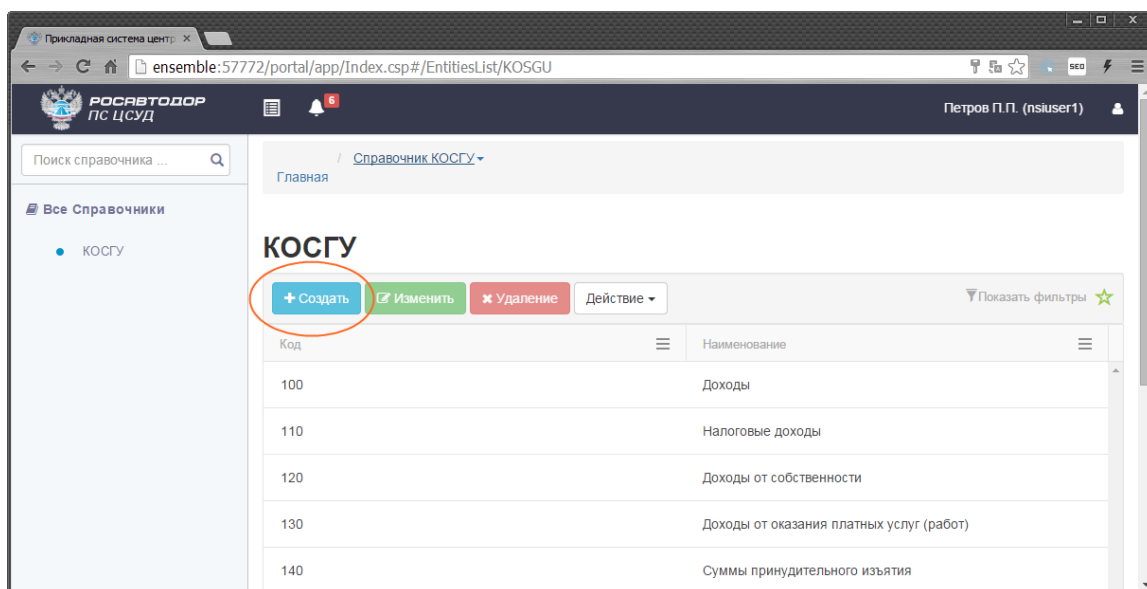 Прикладная система центр
ensemble:57772/portal/app/Index.csp#/EntitiesList/KOSGU
SEO
РОСАВТОДОР
ПС ЦСУД
6
Петров П.П. (nsiuser1)
Поиск справочника ...
/ Справочник КОСГУ
Главная
Все Справочники
КОСГУ
КОСГУ
Создать
Изменить
Удаление
Действие
Показать фильтры
Код Наименование
100 Доходы
110 Налоговые доходы
120 Доходы от собственности
130 Доходы от оказания платных услуг (работ)
140 Суммы принудительного изъятия